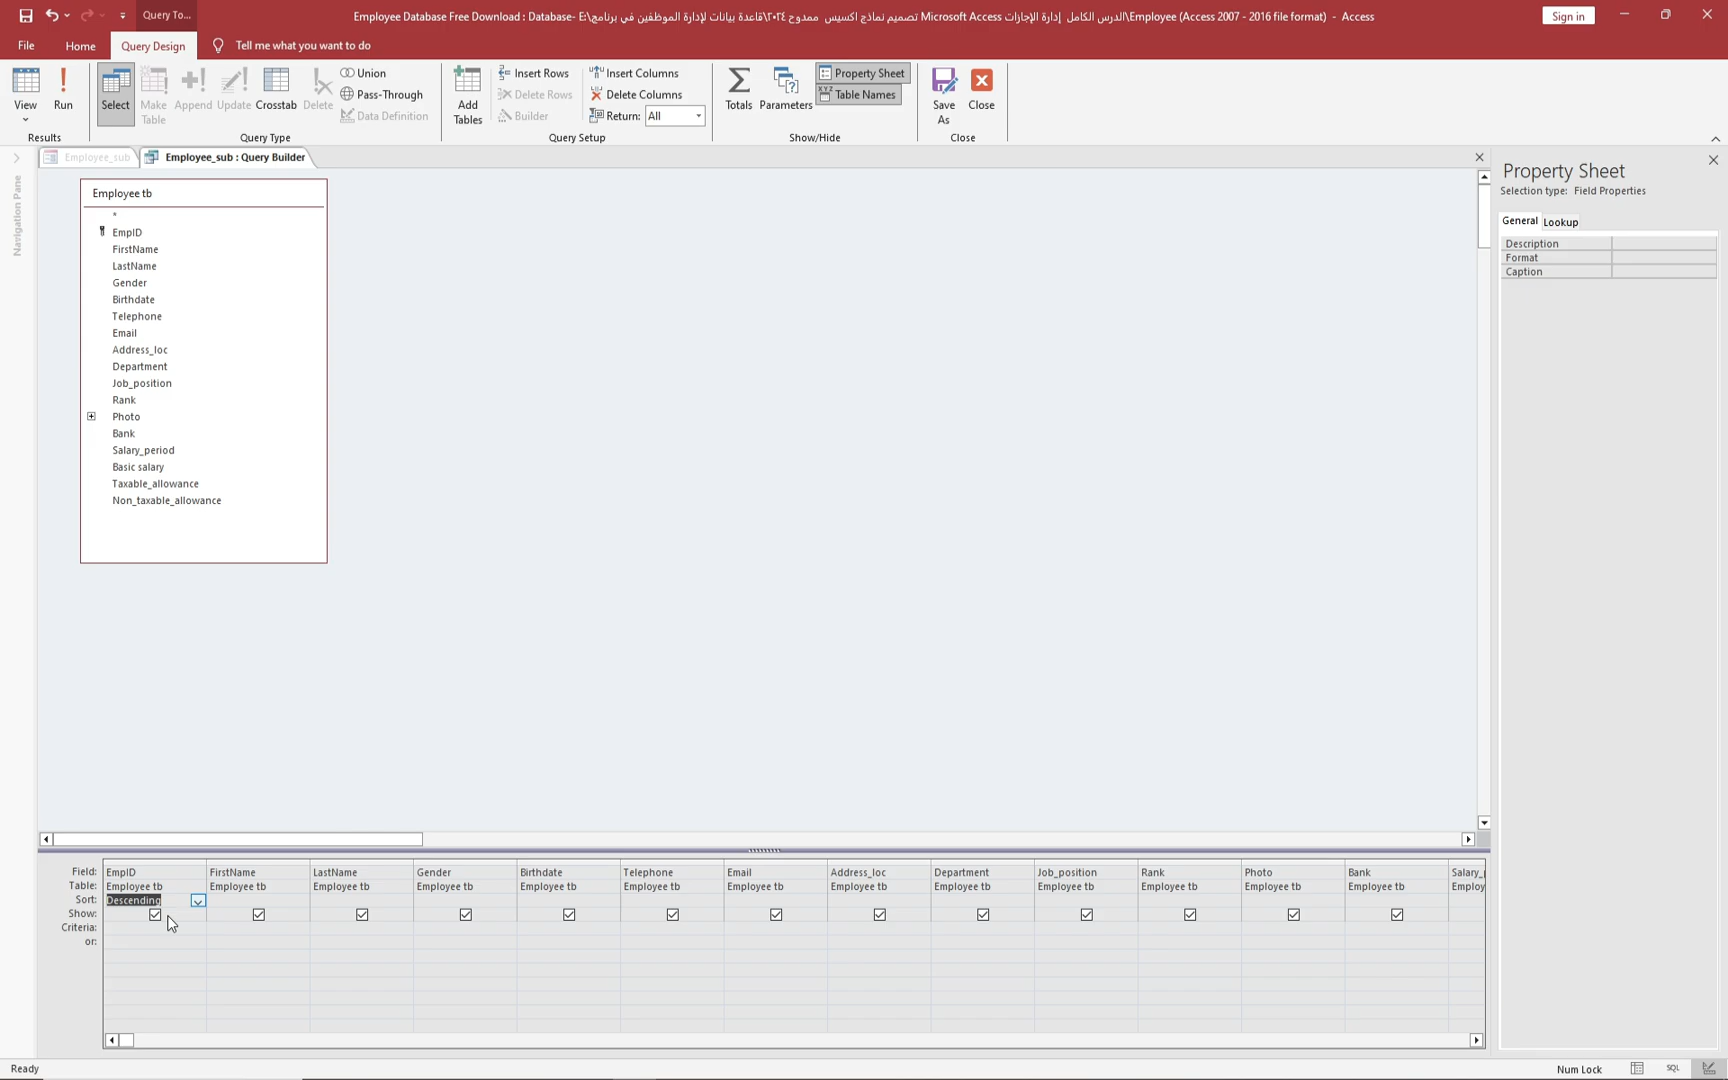 Query To...
Employee Database Free Download : Database- E:\قاعدة بيانات لإدارة الموظفين في برنامج\٢٠٢٤ الدرس الكامل إدارة الإجازات Microsoft Access تصميم نماذج اكسيس ممدوح\Employee (Access 2007 - 2016 file format) - Access
Sign in
File
Home
Query Design
Tell me what you want to do
View
Run
Results
Select
Make Table
Append
Update
Crosstab
Delete
Union
Pass-Through
Data Definition
Query Type
Add Tables
Insert Rows
Delete Rows
Builder
Insert Columns
Delete Columns
Return: All
Query Setup
Totals
Parameters
Property Sheet
XYZ Table Names
Show/Hide
Save As
Close
Close
Employee_sub
Employee_sub : Query Builder
Navigation Pane
Employee tb
*
EmpID
FirstName
LastName
Gender
Birthdate
Telephone
Email
Address_loc
Department
Job_position
Rank
Photo
Bank
Salary_period
Basic salary
Taxable_allowance
Non_taxable_allowance
Property Sheet
Selection type: Field Properties
General Lookup
Description
Format
Caption
Field: EmpID FirstName LastName Gender Birthdate Telephone Email Address_loc Department Job_position Rank Photo Bank Salary_
Table: Employee tb Employee tb Employee tb Employee tb Employee tb Employee tb Employee tb Employee tb Employee tb Employee tb Employee tb Employee tb Employee tb Employ
Sort: Descending
Show:
Criteria:
or:
Ready
Num Lock
SQL